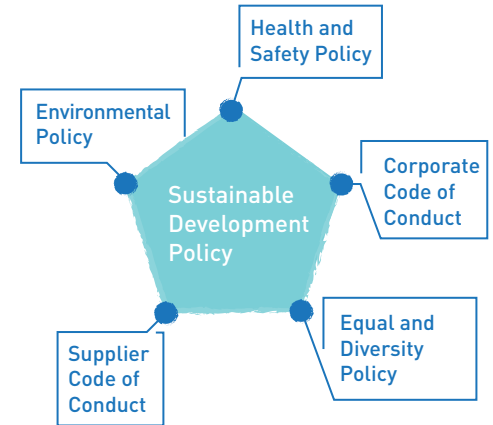 Health and
Safety Policy
Environmental
Policy
Corporate
Code of
Conduct
Sustainable
Development
Policy
Equal and
Diversity
Policy
Supplier
Code of
Conduct